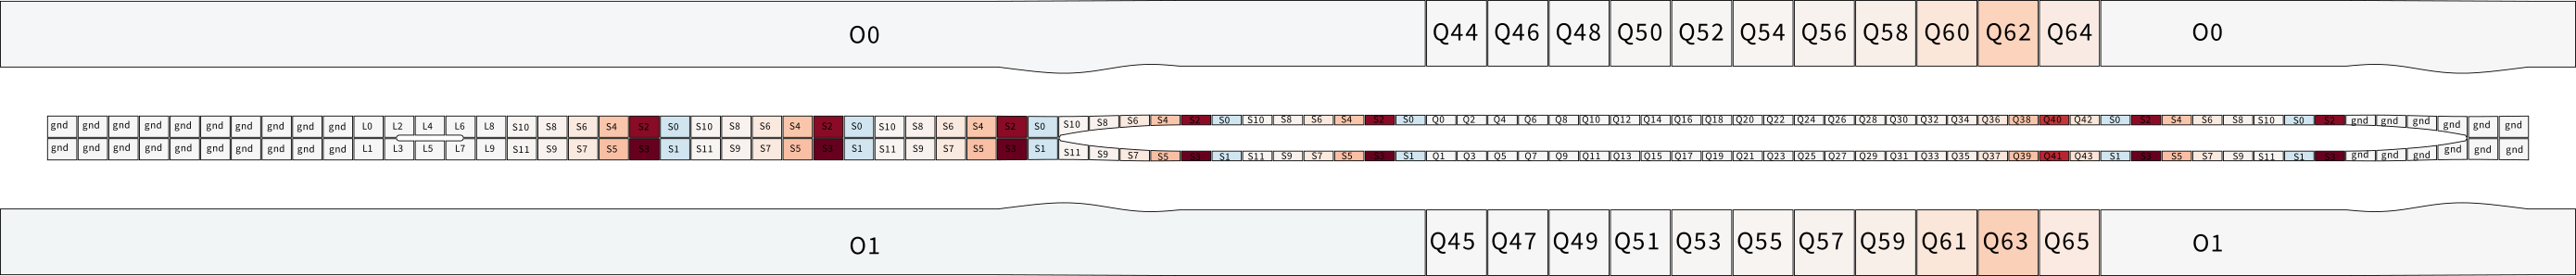 O0 Q44 Q46 Q48 Q50 Q52 Q54 Q56 Q58 Q60 Q62 Q64 O0
gnd gnd gnd gnd gnd gnd gnd gnd gnd gnd L0 L2 L4 L6 L8 S10 S8 S6 S4 S2 S0 S10 S8 S6 S4 S2 S0 S10 S8 S6 S4 S2 S0 S10 S8 S6 S4 S2 S0 S10 S8 S6 S4 S2 S0 Q0 Q2 Q4 Q6 Q8 Q10 Q12 Q14 Q16 Q18 Q20 Q22 Q24 Q26 Q28 Q30 Q32 Q34 Q36 Q38 Q40 Q42 S0 S2 S4 S6 S8 S10 S0 S2 gnd gnd gnd gnd gnd gnd
gnd gnd gnd gnd gnd gnd gnd gnd gnd gnd L1 L3 L5 L7 L9 S11 S9 S7 S5 S3 S1 S11 S9 S7 S5 S3 S1 S11 S9 S7 S5 S3 S1 S11 S9 S7 S5 S3 S1 S11 S9 S7 S5 S3 S1 Q1 Q3 Q5 Q7 Q9 Q11 Q13 Q15 Q17 Q19 Q21 Q23 Q25 Q27 Q29 Q31 Q33 Q35 Q37 Q39 Q41 Q43 S1 S3 S5 S7 S9 S11 S1 S3 gnd gnd gnd gnd gnd gnd
O1 Q45 Q47 Q49 Q51 Q53 Q55 Q57 Q59 Q61 Q63 Q65 O1